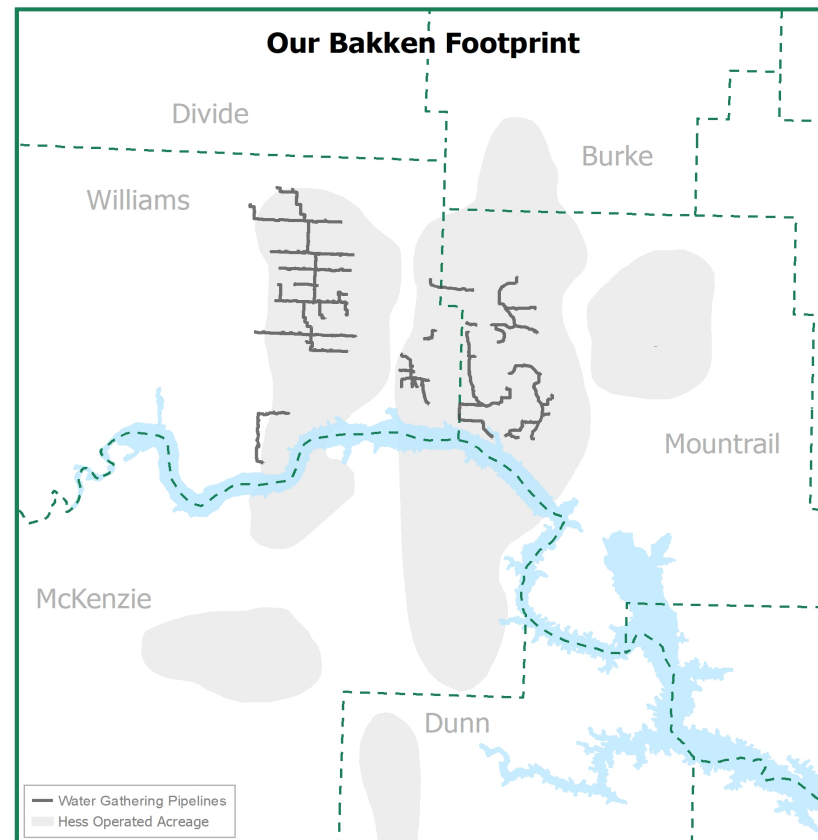 Our Bakken Footprint
Divide
Burke
Williams
Mountrail
McKenzie
Dunn
Water Gathering Pipelines
Hess Operated Acreage